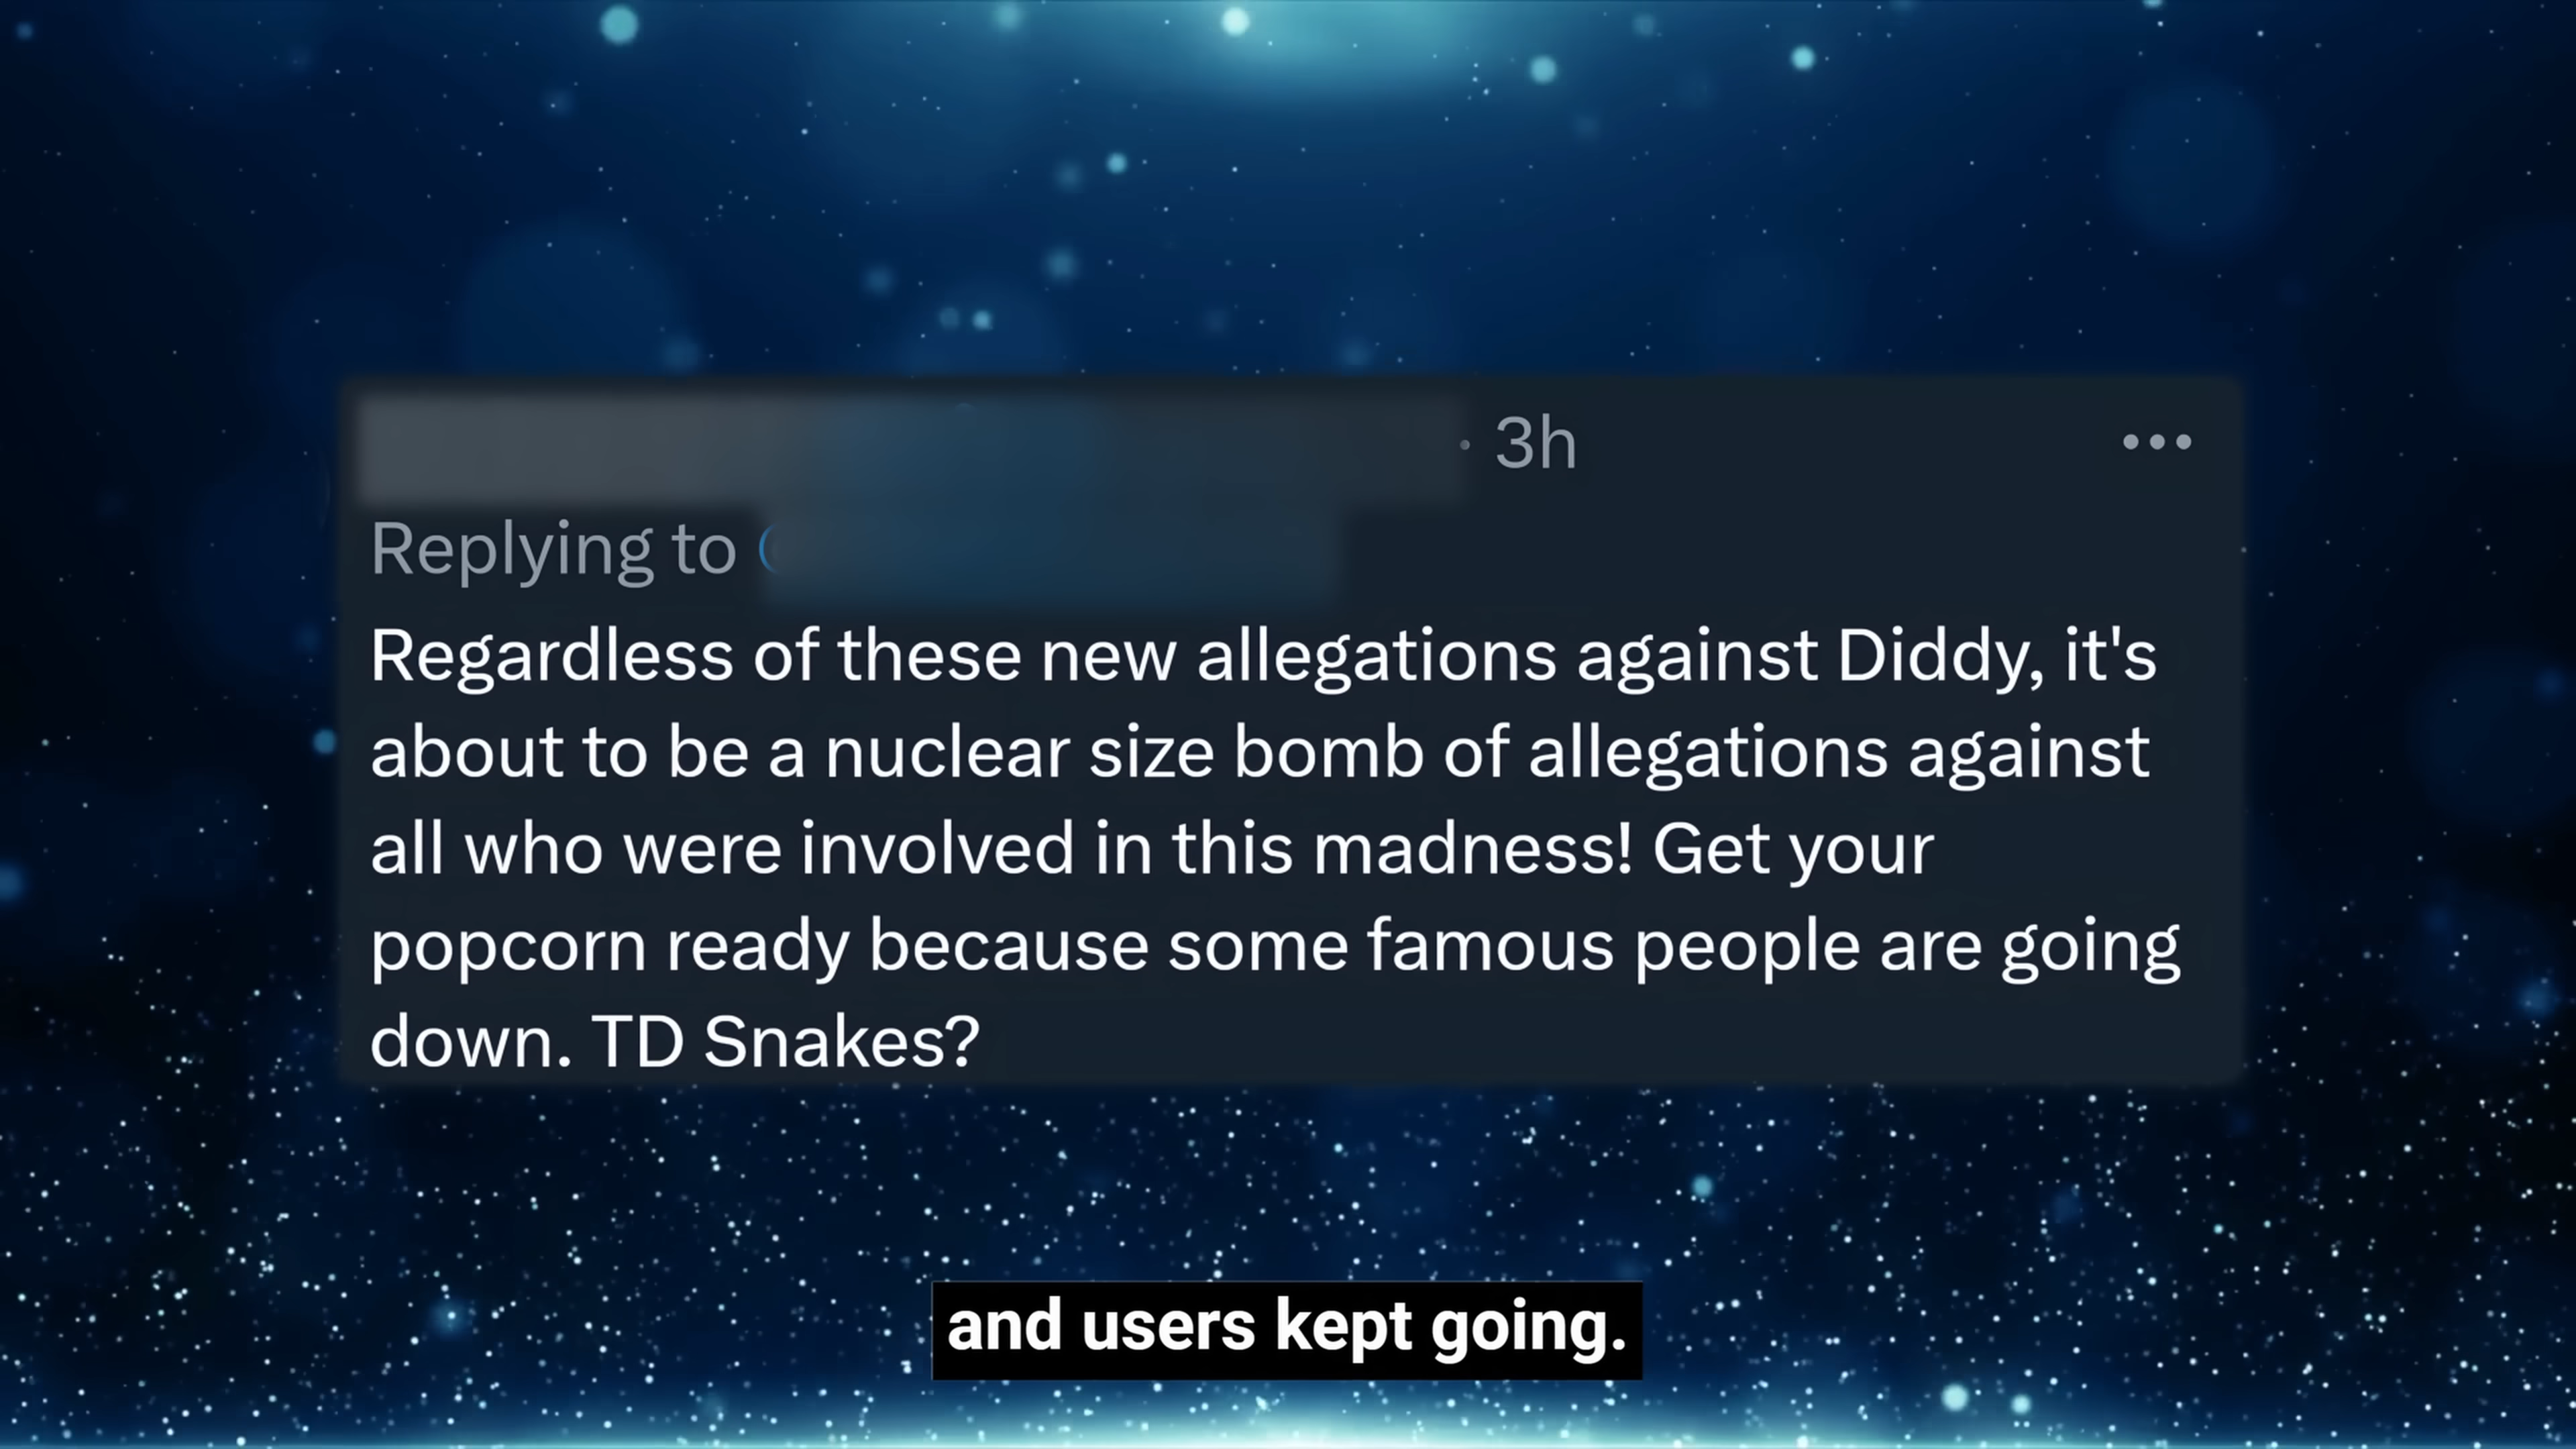 · 3h
Replying to
Regardless of these new allegations against Diddy, it's
about to be a nuclear size bomb of allegations against
all who were involved in this madness! Get your
popcorn ready because some famous people are going
down. TD Snakes?
and users kept going.